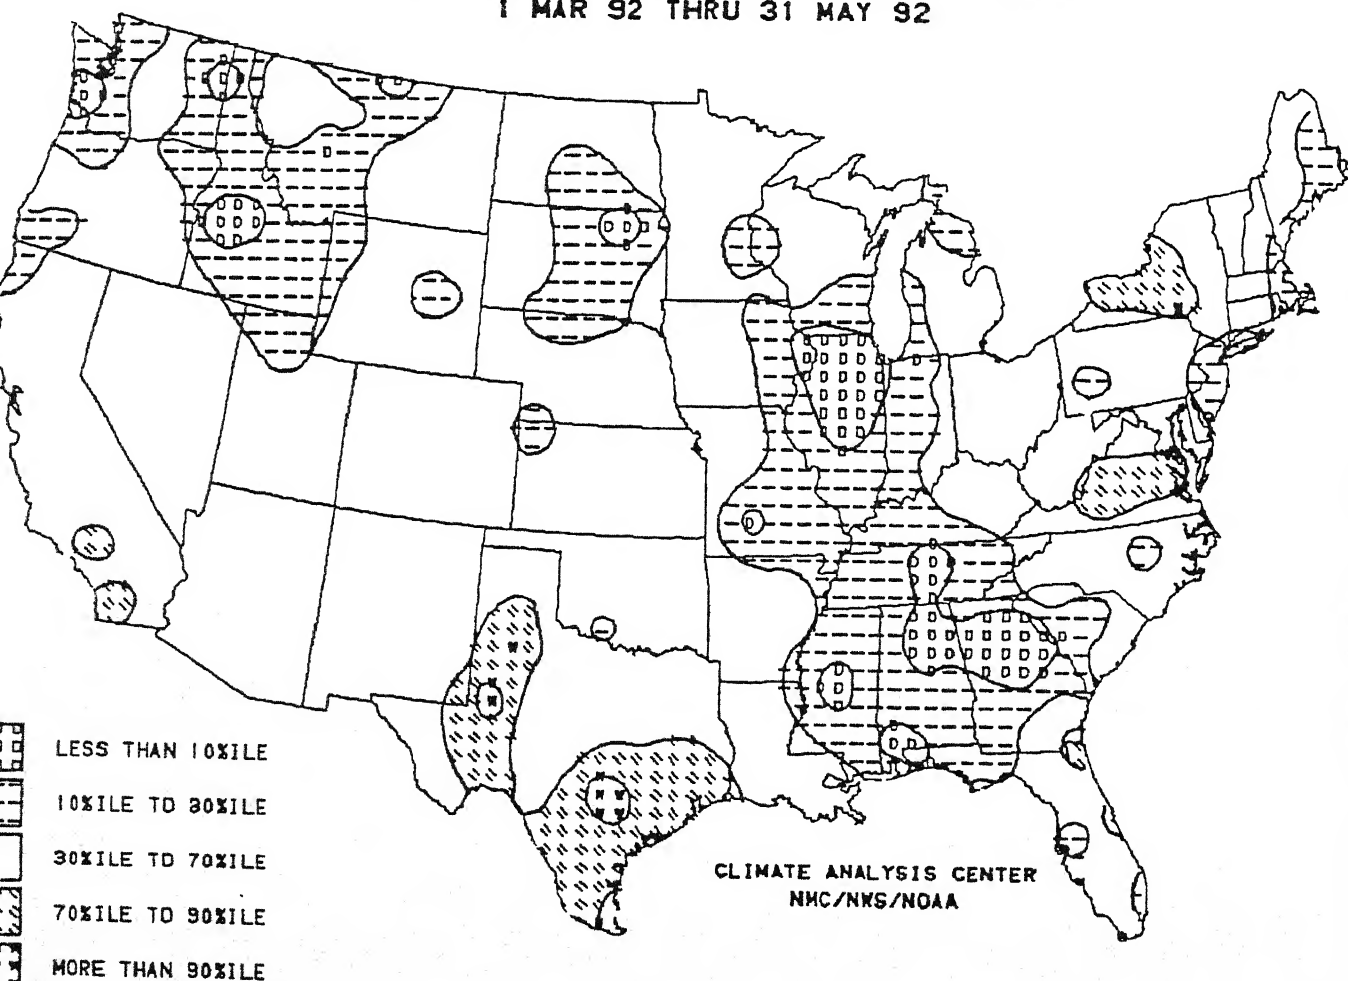 1 MAR 92 THRU 31 MAY 92
LESS THAN 10%ILE
10%ILE TO 30%ILE
30%ILE TO 70%ILE
70%ILE TO 90%ILE
MORE THAN 90%ILE
CLIMATE ANALYSIS CENTER
NMC/NWS/NOAA